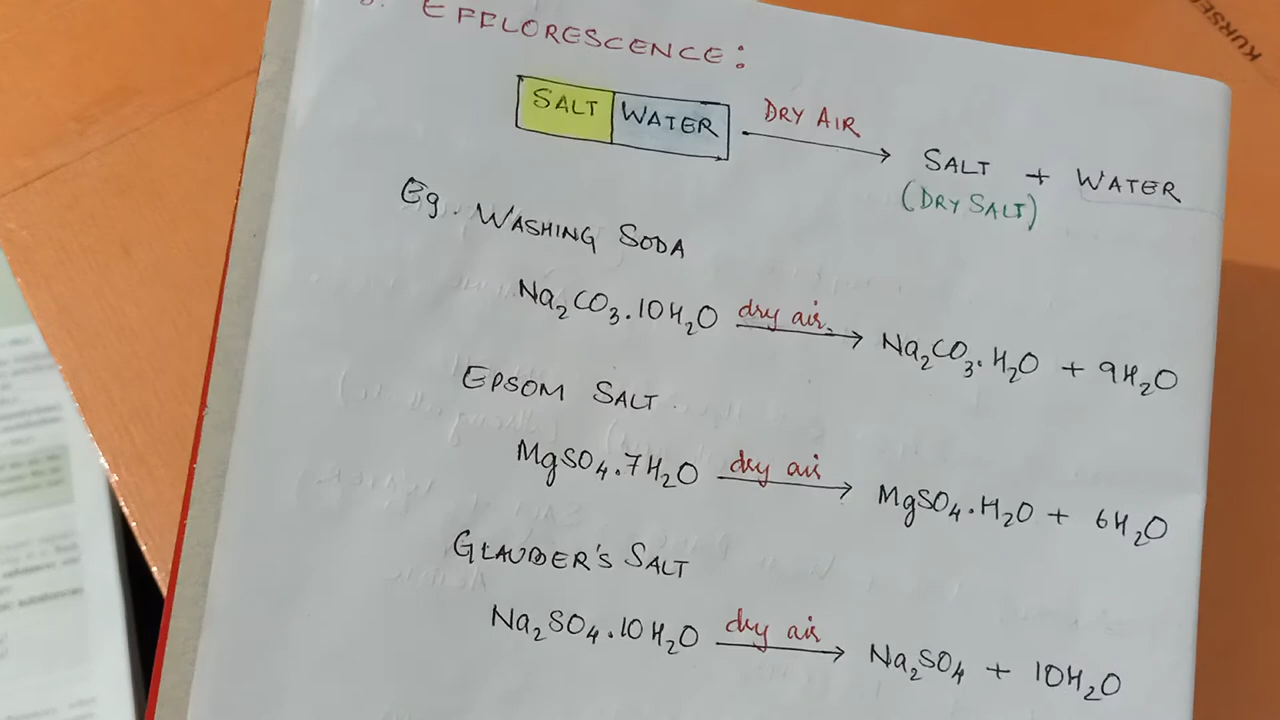 EFFLORESCENCE:
SALT WATER DRY AIR SALT + WATER
(DRY SALT)
Eg. WASHING SODA
Na₂CO₃.10H₂O dry air Na₂CO₃.H₂O + 9H₂O
EPSOM SALT
MgSO₄.7H₂O dry air MgSO₄.H₂O + 6H₂O
GLAUBER'S SALT
Na₂SO₄.10H₂O dry air Na₂SO₄ + 10H₂O